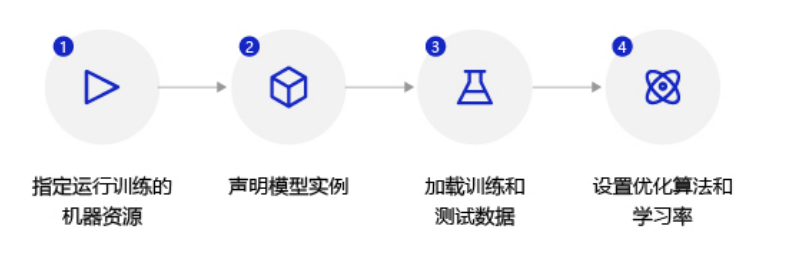 1
2
3
4
指定运行训练的
机器资源
声明模型实例
加载训练和
测试数据
设置优化算法和
学习率